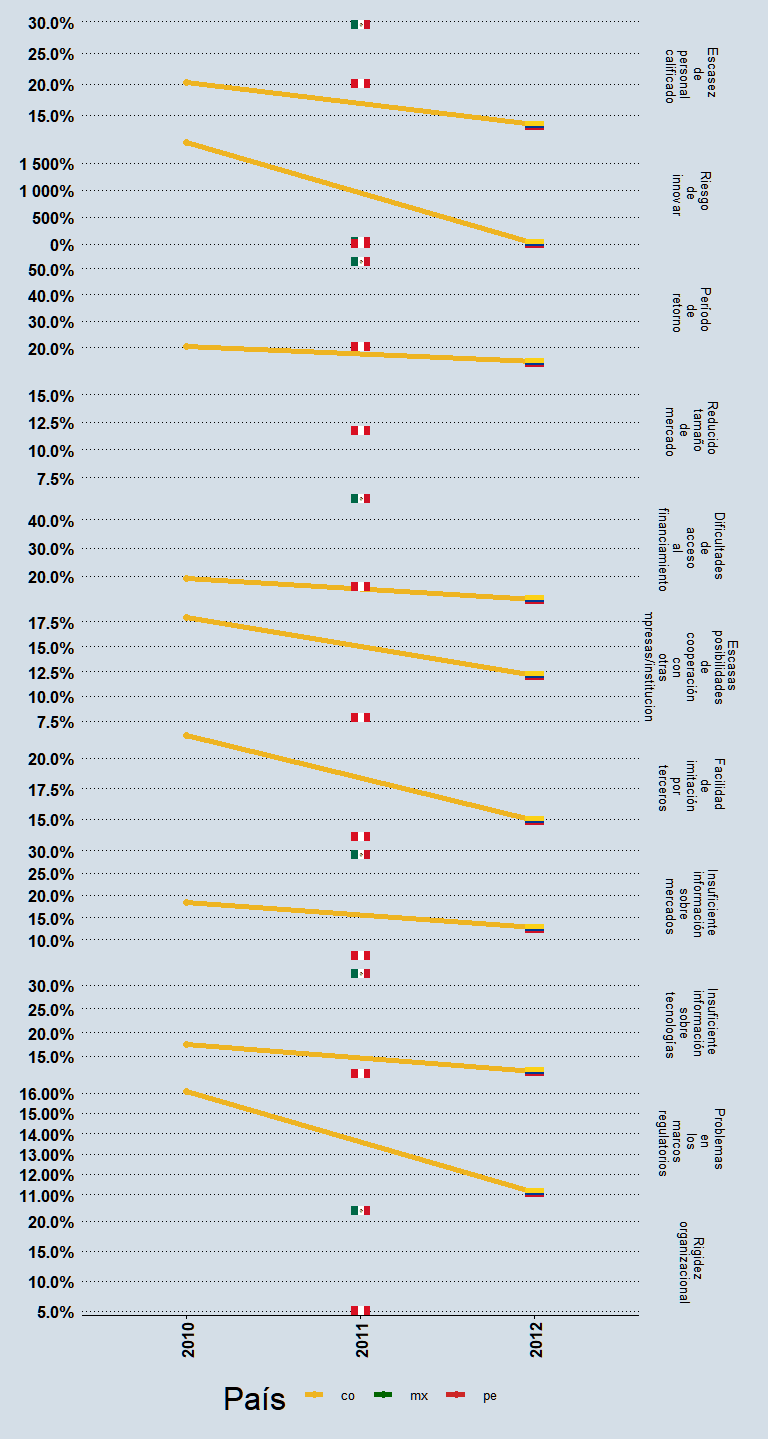 30.0%
25.0%
20.0%
15.0%
Escasez
de
personal
calificado
1 500%
1 000%
500%
0%
Riesgo
de
innovar
50.0%
40.0%
30.0%
20.0%
Período
de
retorno
15.0%
12.5%
10.0%
7.5%
Reducido
tamaño
de
mercado
40.0%
30.0%
20.0%
Dificultades
de
acceso
al
financiamiento
17.5%
15.0%
12.5%
10.0%
7.5%
Escasas
posibilidades
de
cooperación
con
otras
mpresas/institucion
20.0%
17.5%
15.0%
Facilidad
de
imitación
por
terceros
30.0%
25.0%
20.0%
15.0%
10.0%
Insuficiente
información
sobre
mercados
30.0%
25.0%
20.0%
15.0%
Insuficiente
información
sobre
tecnologías
16.00%
15.00%
14.00%
13.00%
12.00%
11.00%
Problemas
en
los
marcos
regulatorios
20.0%
15.0%
10.0%
5.0%
Rigidez
organizacional
2010
2011
2012
País co mx pe